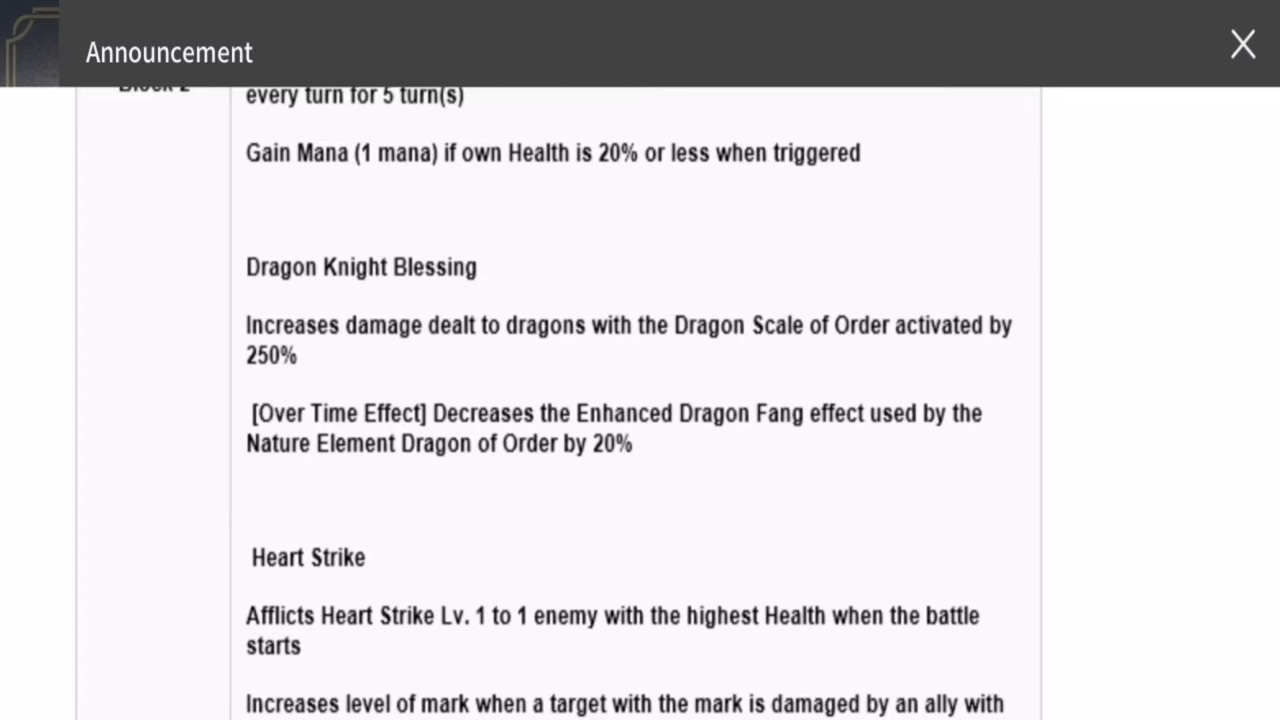 Announcement
every turn for 5 turn(s)
Gain Mana (1 mana) if own Health is 20% or less when triggered
Dragon Knight Blessing
Increases damage dealt to dragons with the Dragon Scale of Order activated by
250%
[Over Time Effect] Decreases the Enhanced Dragon Fang effect used by the
Nature Element Dragon of Order by 20%
Heart Strike
Afflicts Heart Strike Lv. 1 to 1 enemy with the highest Health when the battle
starts
Increases level of mark when a target with the mark is damaged by an ally with